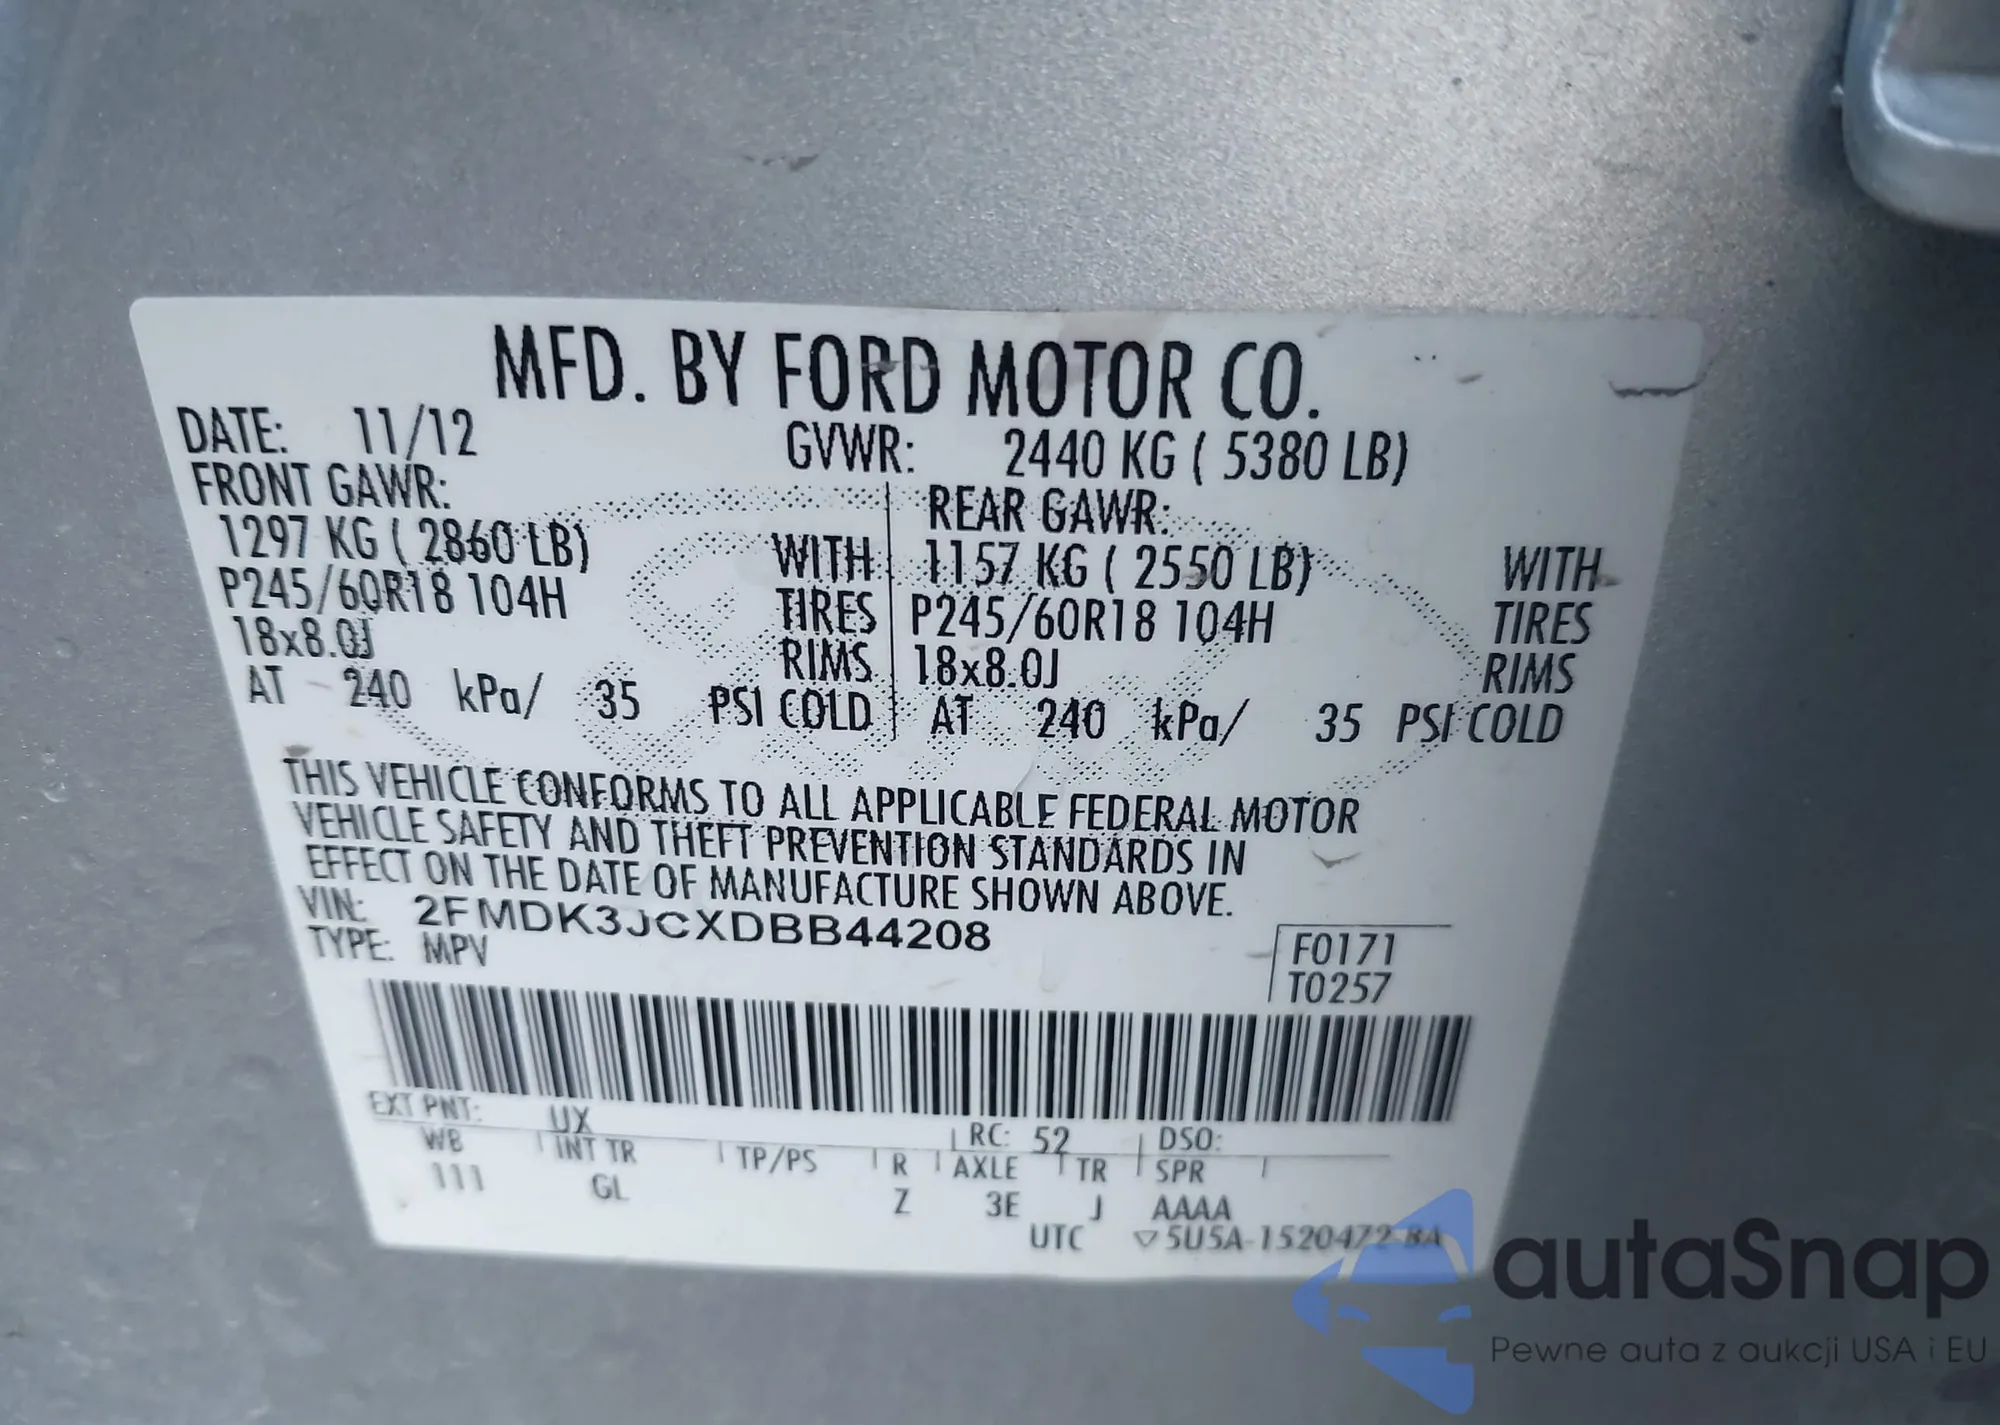 MFD. BY FORD MOTOR CO.
DATE: 11/12 GVWR: 2440 KG ( 5380 LB)
FRONT GAWR: REAR GAWR:
1297 KG ( 2860 LB) WITH 1157 KG ( 2550 LB) WITH
P245/60R18 104H TIRES P245/60R18 104H TIRES
18x8.0J RIMS 18x8.0J RIMS
AT 240 kPa/ 35 PSI COLD AT 240 kPa/ 35 PSI COLD
THIS VEHICLE CONFORMS TO ALL APPLICABLE FEDERAL MOTOR
VEHICLE SAFETY AND THEFT PREVENTION STANDARDS IN
EFFECT ON THE DATE OF MANUFACTURE SHOWN ABOVE.
VIN: 2FMDK3JCXDBB44208
TYPE: MPV F0171
T0257
EXT PNT: UX RC: 52 DSO:
WB INT TR TP/PS R AXLE TR SPR
111 GL Z 3E J AAAA
UTC ▽5U5A-1520472-BA
autaSnap
Pewne auta z aukcji USA i EU